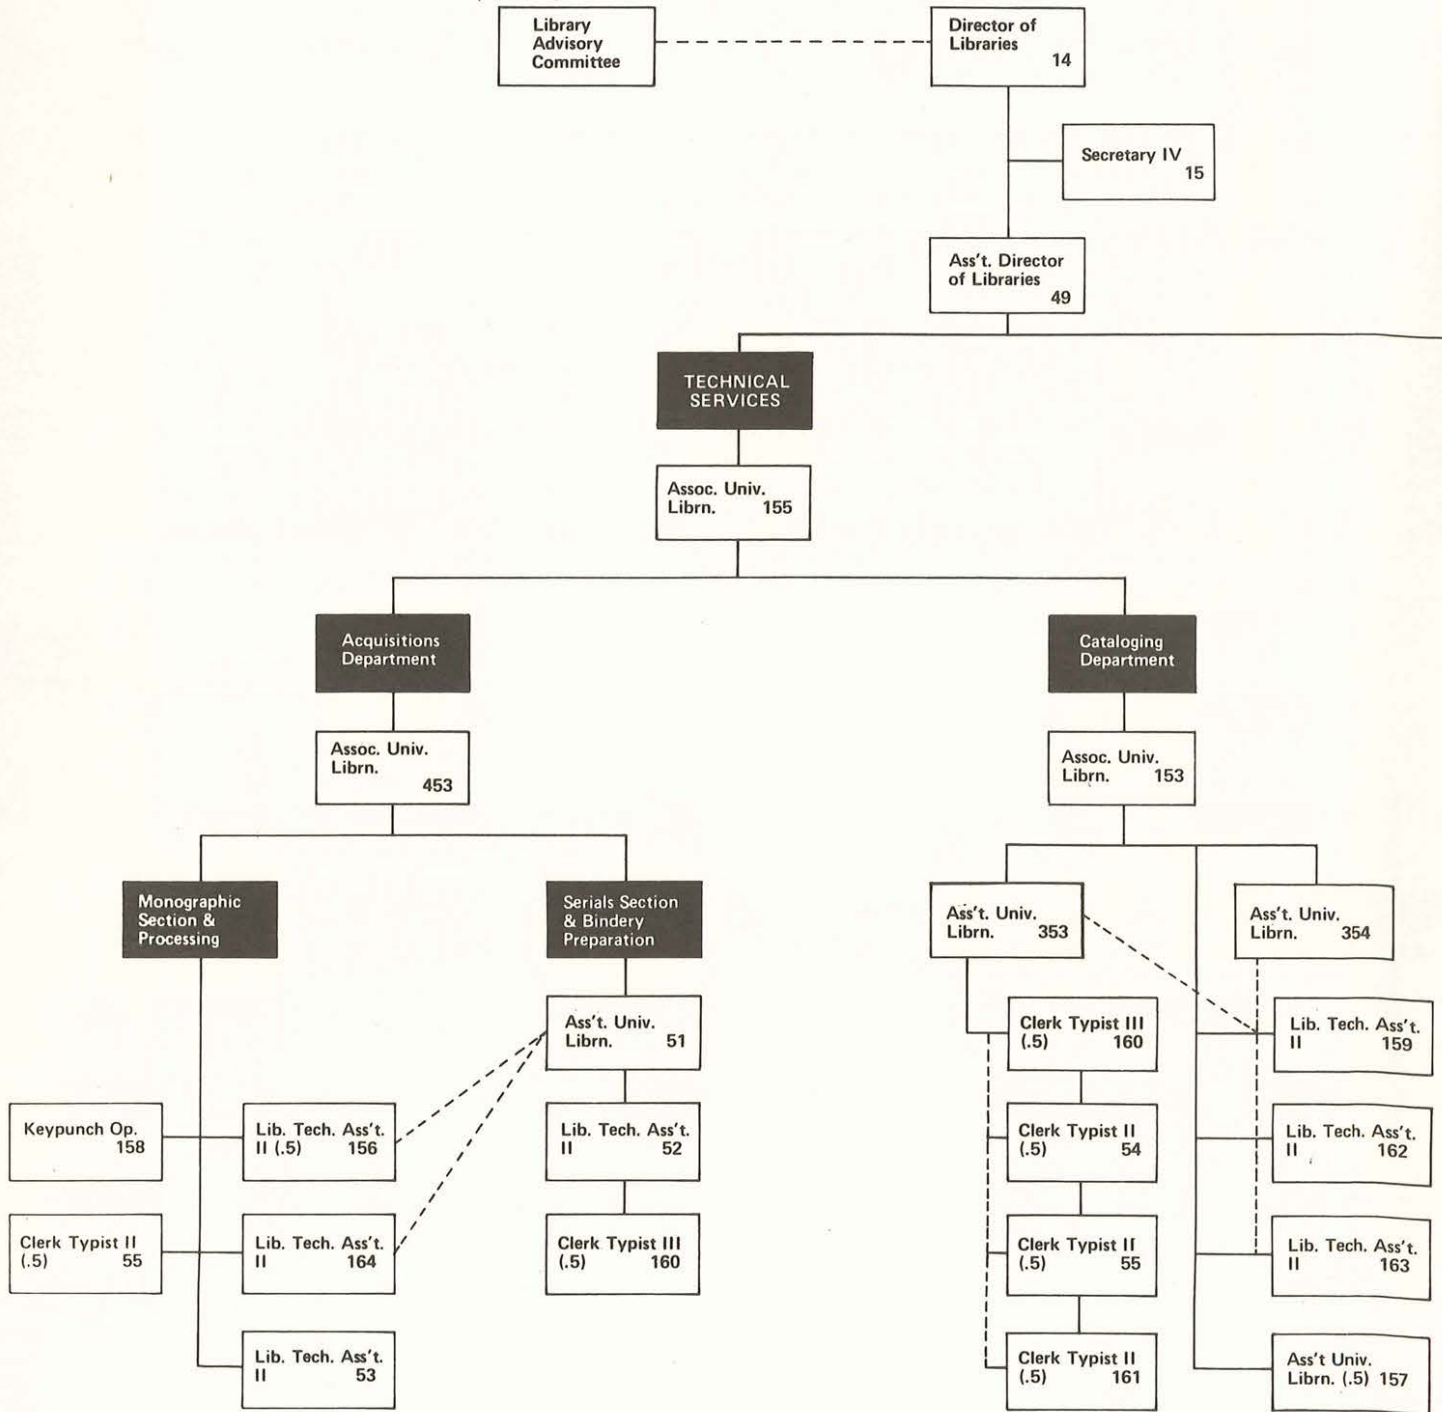 Library
Advisory
Committee
Director of
Libraries
14
Secretary IV
15
Ass't. Director
of Libraries
49
TECHNICAL
SERVICES
Assoc. Univ.
Librn. 155
Acquisitions
Department
Cataloging
Department
Assoc. Univ.
Librn.
453
Assoc. Univ.
Librn. 153
Monographic
Section &
Processing
Serials Section
& Bindery
Preparation
Ass't. Univ.
Librn. 353
Ass't. Univ.
Librn. 354
Ass't. Univ.
Librn. 51
Clerk Typist III
(.5) 160
Lib. Tech. Ass't.
II 159
Keypunch Op.
158
Lib. Tech. Ass't.
II (.5) 156
Lib. Tech. Ass't.
II 52
Clerk Typist II
(.5) 54
Lib. Tech. Ass't.
II 162
Clerk Typist II
(.5) 55
Lib. Tech. Ass't.
II 164
Clerk Typist III
(.5) 160
Clerk Typist II
(.5) 55
Lib. Tech. Ass't.
II 163
Lib. Tech. Ass't.
II 53
Clerk Typist II
(.5) 161
Ass't Univ.
Librn. (.5) 157